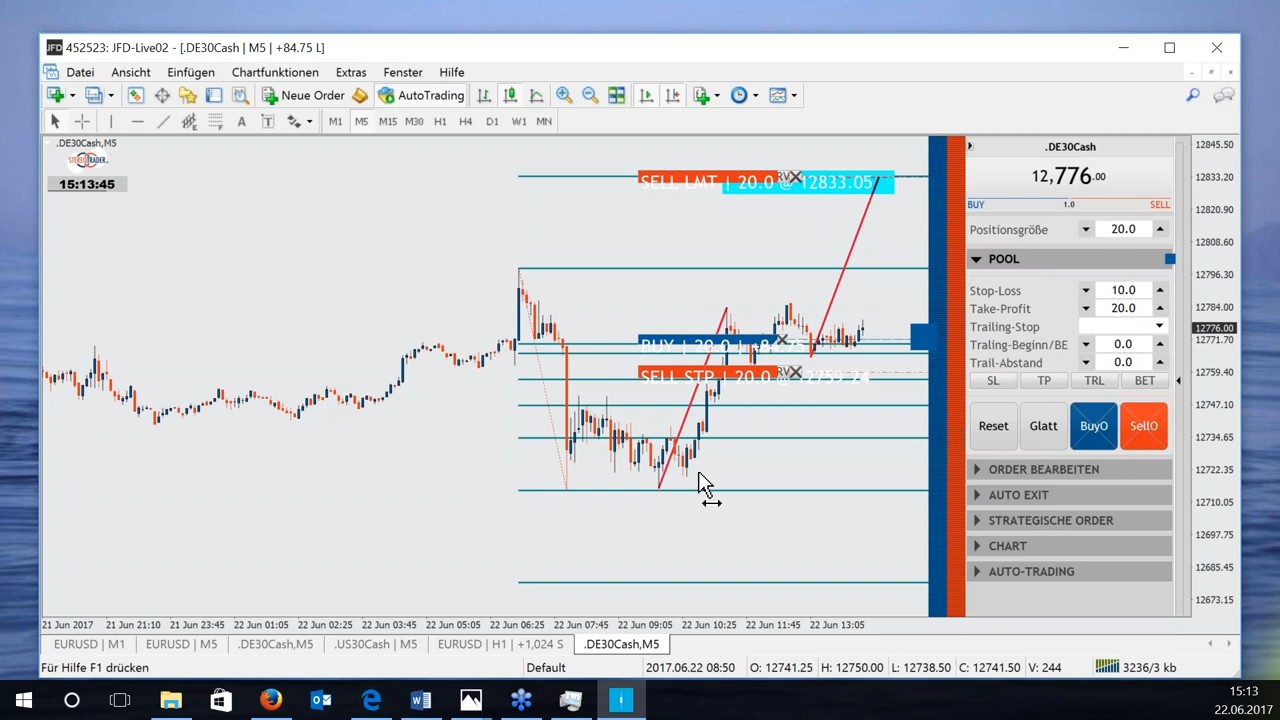 JFD 452523: JFD-Live02 - [.DE30Cash | M5 | +84.75 L]
Datei Ansicht Einfügen Chartfunktionen Extras Fenster Hilfe
Neue Order AutoTrading
A T M1 M5 M15 M30 H1 H4 D1 W1 MN
.DE30Cash,M5
STEREOTRADER
15:13:45
SELL LMT | 20.0 @ 12833.05
RV
BUY | 20.0 | +84.75
SELL STP | 20.0 @ 12759.24
RV
.DE30Cash
12,776.00
BUY 1.0 SELL
Positionsgröße 20.0
POOL
Stop-Loss 10.0
Take-Profit 20.0
Trailing-Stop
Traling-Beginn/BE 0.0
Trail-Abstand 0.0
SL TP TRL BET
Reset Glatt BuyO SellO
ORDER BEARBEITEN
AUTO EXIT
STRATEGISCHE ORDER
CHART
AUTO-TRADING
12845.50
12833.20
12820.90
12808.60
12796.30
12784.00
12776.00
12771.70
12759.40
12747.10
12734.65
12722.35
12710.05
12697.75
12685.45
12673.15
21 Jun 2017 21 Jun 21:10 21 Jun 23:45 22 Jun 01:05 22 Jun 02:25 22 Jun 03:45 22 Jun 05:05 22 Jun 06:25 22 Jun 07:45 22 Jun 09:05 22 Jun 10:25 22 Jun 11:45 22 Jun 13:05
EURUSD | M1 EURUSD | M5 .DE30Cash,M5 .US30Cash | M5 EURUSD | H1 | +1,024 S .DE30Cash,M5
Für Hilfe F1 drücken Default 2017.06.22 08:50 O: 12741.25 H: 12750.00 L: 12738.50 C: 12741.50 V: 244 3236/3 kb
15:13
22.06.2017